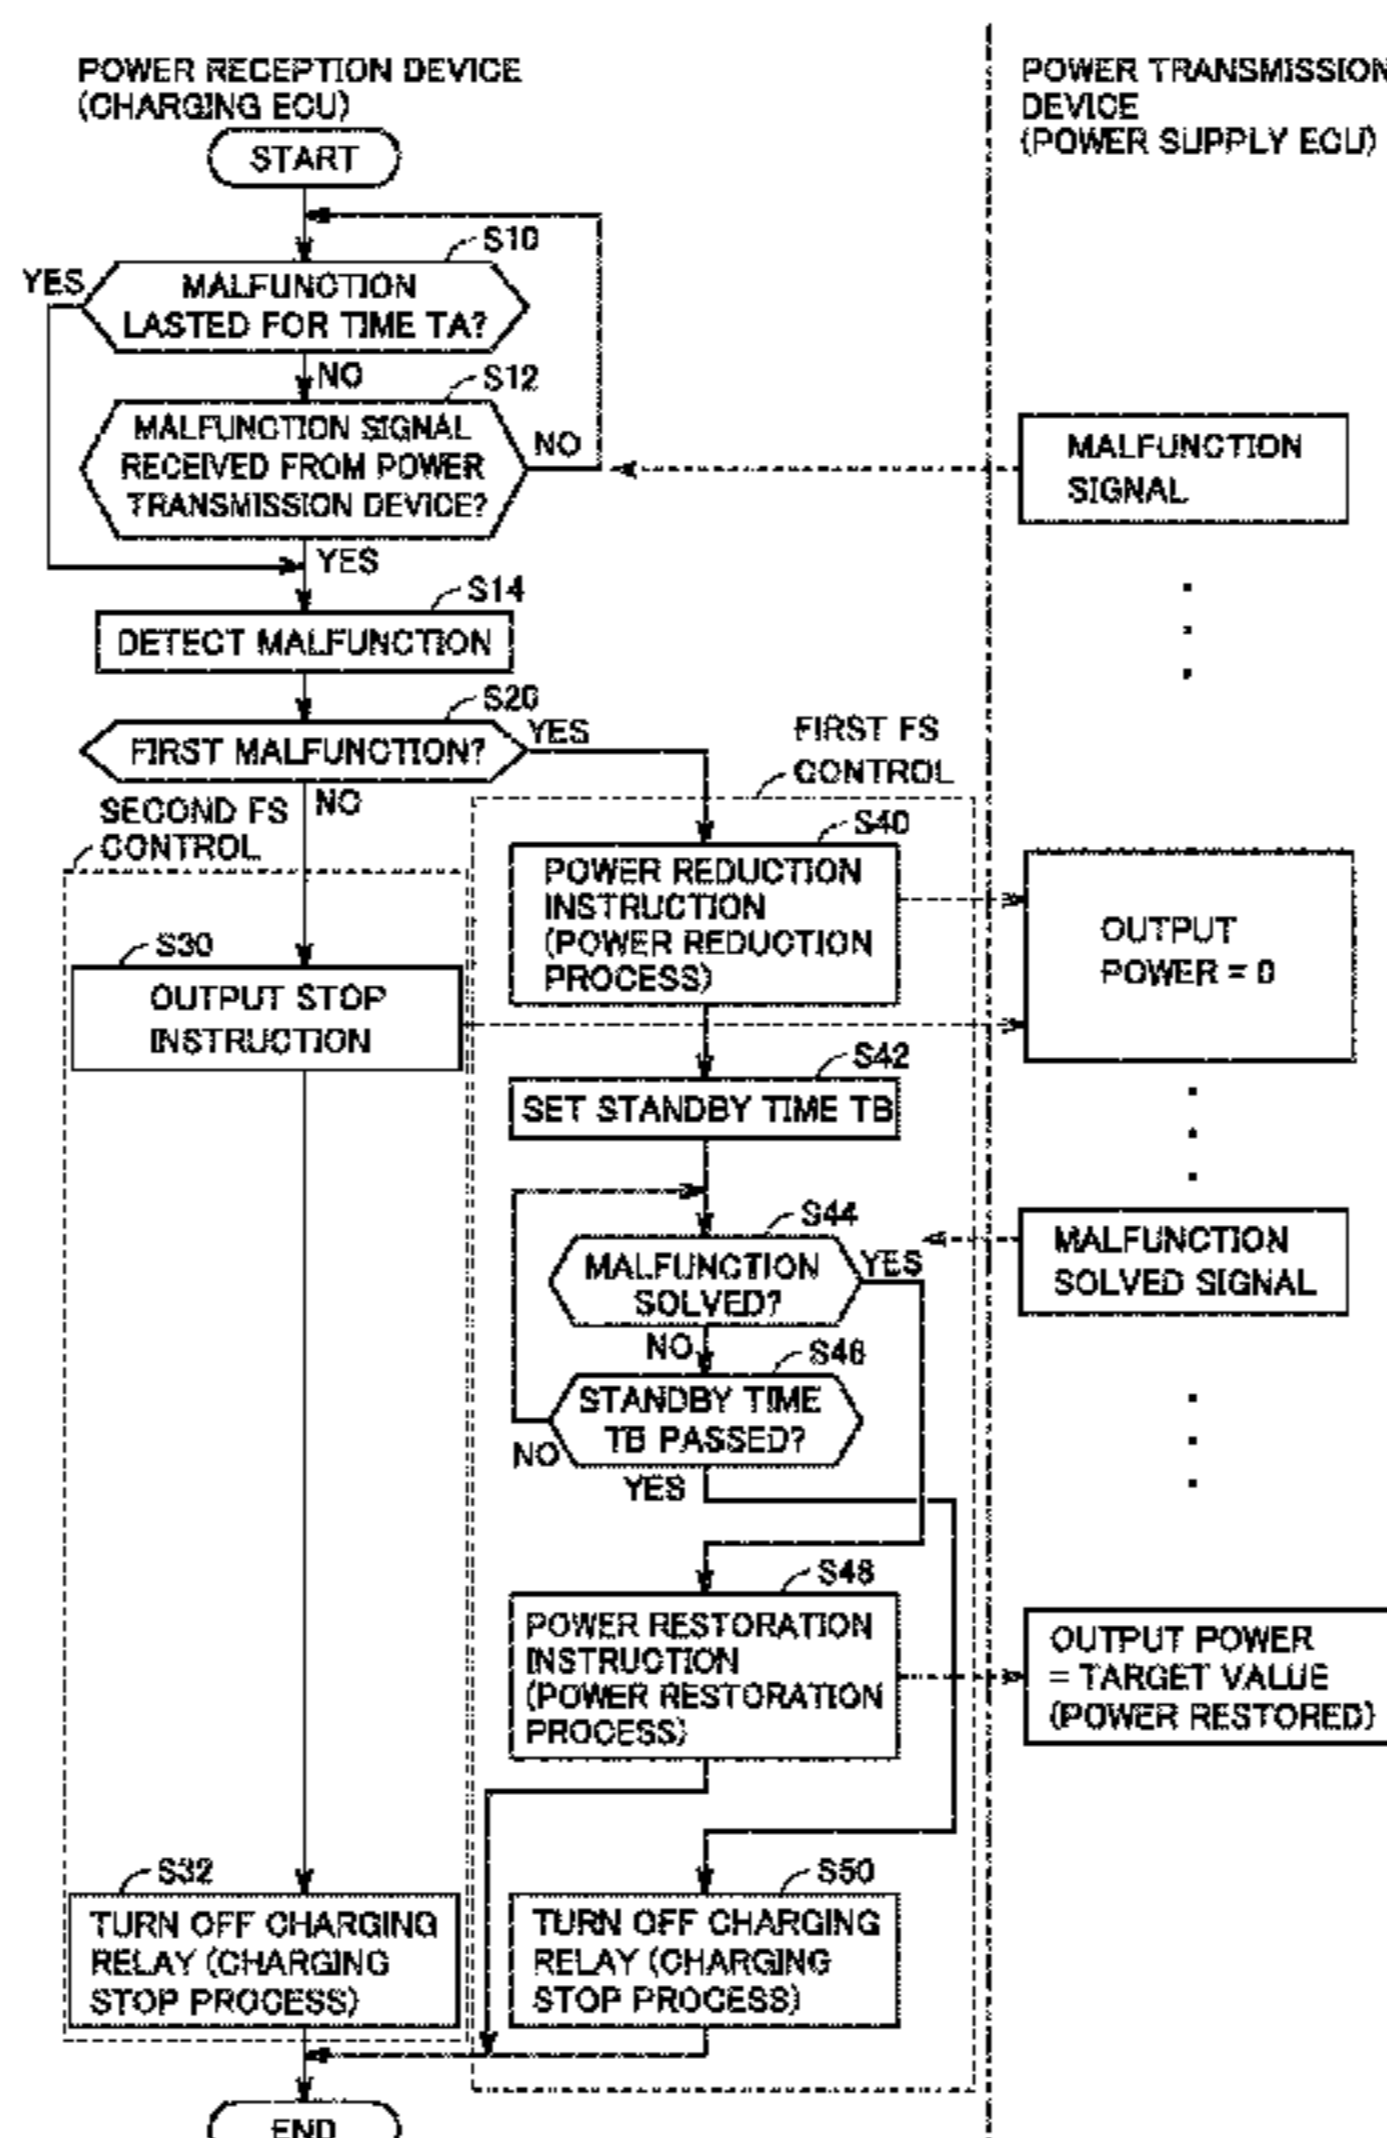 POWER RECEPTION DEVICE
(CHARGING ECU)
POWER TRANSMISSION
DEVICE
(POWER SUPPLY ECU)
START
S10
YES
MALFUNCTION
LASTED FOR TIME TA?
NO
S12
MALFUNCTION SIGNAL
RECEIVED FROM POWER
TRANSMISSION DEVICE?
NO
MALFUNCTION
SIGNAL
YES
S14
DETECT MALFUNCTION
S20
FIRST MALFUNCTION?
YES
NO
FIRST FS
CONTROL
SECOND FS
CONTROL
S40
POWER REDUCTION
INSTRUCTION
(POWER REDUCTION
PROCESS)
OUTPUT
POWER = 0
S30
OUTPUT STOP
INSTRUCTION
S42
SET STANDBY TIME TB
S44
MALFUNCTION
SOLVED?
YES
MALFUNCTION
SOLVED SIGNAL
NO
S46
STANDBY TIME
TB PASSED?
NO
YES
S48
POWER RESTORATION
INSTRUCTION
(POWER RESTORATION
PROCESS)
OUTPUT POWER
= TARGET VALUE
(POWER RESTORED)
S32
TURN OFF CHARGING
RELAY (CHARGING
STOP PROCESS)
S50
TURN OFF CHARGING
RELAY (CHARGING
STOP PROCESS)
END